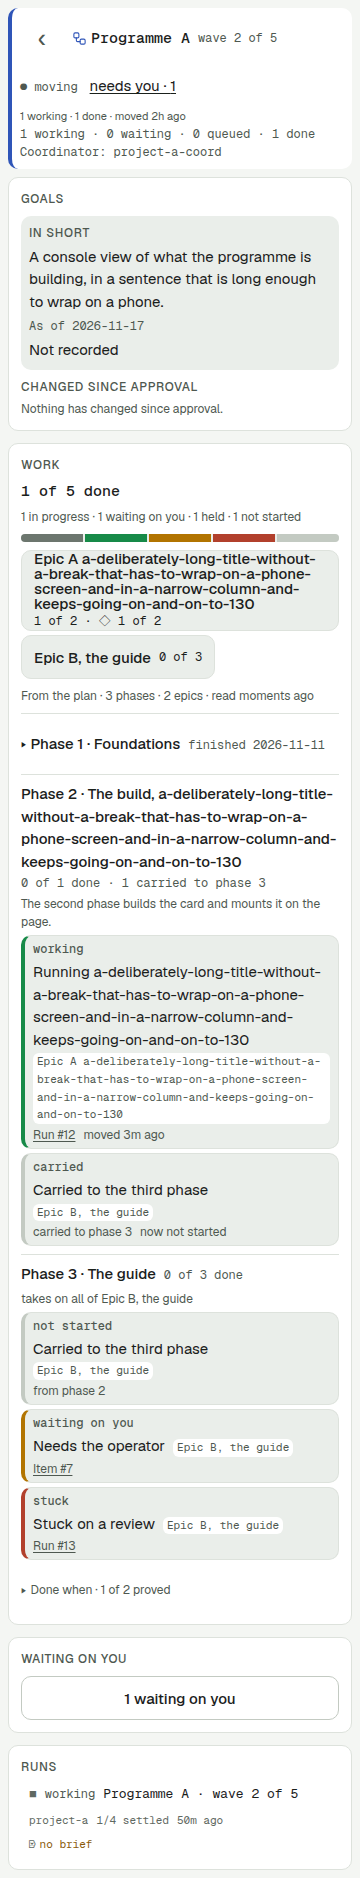 ‹ Programme A wave 2 of 5
● moving needs you · 1
1 working · 1 done · moved 2h ago
1 working · 0 waiting · 0 queued · 1 done
Coordinator: project-a-coord
GOALS
IN SHORT
A console view of what the programme is
building, in a sentence that is long enough
to wrap on a phone.
As of 2026-11-17
Not recorded
CHANGED SINCE APPROVAL
Nothing has changed since approval.
WORK
1 of 5 done
1 in progress · 1 waiting on you · 1 held · 1 not started
Epic A a-deliberately-long-title-without-
a-break-that-has-to-wrap-on-a-phone-
screen-and-in-a-narrow-column-and-
keeps-going-on-and-on-to-130
1 of 2 · ◇ 1 of 2
Epic B, the guide 0 of 3
From the plan · 3 phases · 2 epics · read moments ago
▸ Phase 1 · Foundations finished 2026-11-11
Phase 2 · The build, a-deliberately-long-title-
without-a-break-that-has-to-wrap-on-a-
phone-screen-and-in-a-narrow-column-and-
keeps-going-on-and-on-to-130
0 of 1 done · 1 carried to phase 3
The second phase builds the card and mounts it on the
page.
working
Running a-deliberately-long-title-without-
a-break-that-has-to-wrap-on-a-phone-
screen-and-in-a-narrow-column-and-
keeps-going-on-and-on-to-130
Epic A a-deliberately-long-title-without-a-
break-that-has-to-wrap-on-a-phone-screen-
and-in-a-narrow-column-and-keeps-going-on-
and-on-to-130
Run #12 moved 3m ago
carried
Carried to the third phase
Epic B, the guide
carried to phase 3 now not started
Phase 3 · The guide 0 of 3 done
takes on all of Epic B, the guide
not started
Carried to the third phase
Epic B, the guide
from phase 2
waiting on you
Needs the operator Epic B, the guide
Item #7
stuck
Stuck on a review Epic B, the guide
Run #13
▸ Done when · 1 of 2 proved
WAITING ON YOU
1 waiting on you
RUNS
■ working Programme A · wave 2 of 5
project-a 1/4 settled 50m ago
no brief